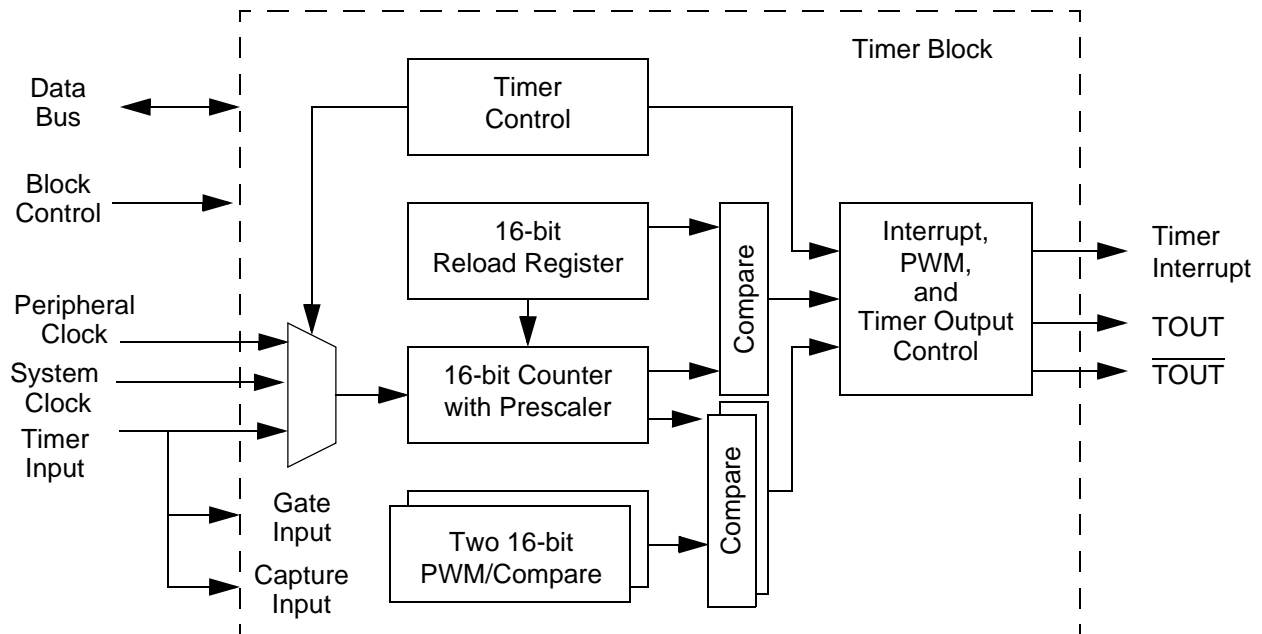 Timer Block
Data
Bus
Timer
Control
Block
Control
16-bit
Reload Register
Compare
Interrupt,
PWM,
and
Timer Output
Control
Timer
Interrupt
TOUT
TOUT
Peripheral
Clock
System
Clock
Timer
Input
16-bit Counter
with Prescaler
Gate
Input
Capture
Input
Two 16-bit
PWM/Compare
Compare